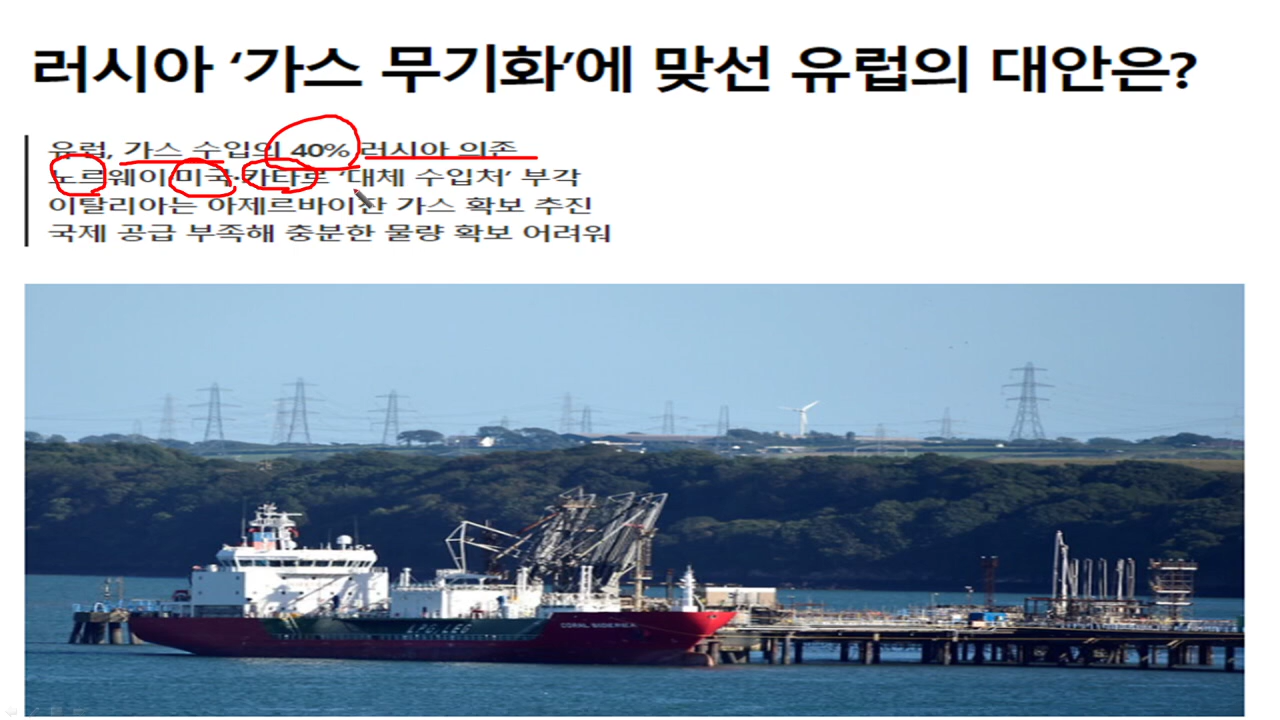 러시아 ‘가스 무기화’에 맞선 유럽의 대안은?
유럽, 가스 수입의 40% 러시아 의존
노르웨이·미국·카타르 ‘대체 수입처’ 부각
이탈리아는 아제르바이잔 가스 확보 추진
국제 공급 부족해 충분한 물량 확보 어려워
LPG LEG
CORAL